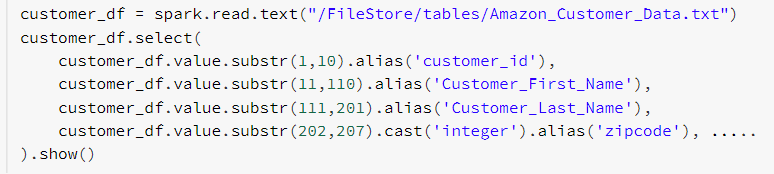 customer_df = spark.read.text("/FileStore/tables/Amazon_Customer_Data.txt")
customer_df.select(
    customer_df.value.substr(1,10).alias('customer_id'),
    customer_df.value.substr(11,110).alias('Customer_First_Name'),
    customer_df.value.substr(111,201).alias('Customer_Last_Name'),
    customer_df.value.substr(202,207).cast('integer').alias('zipcode'), .....
).show()